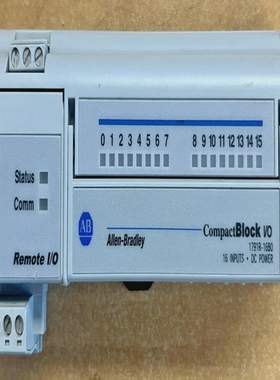 0 1 2 3 4 5 6 7 8 9 10 11 12 13 14 15
Status
Comm
AB
Allen-Bradley
CompactBlock I/O
1791R-16B0
16 INPUTS • DC POWER
Remote I/O